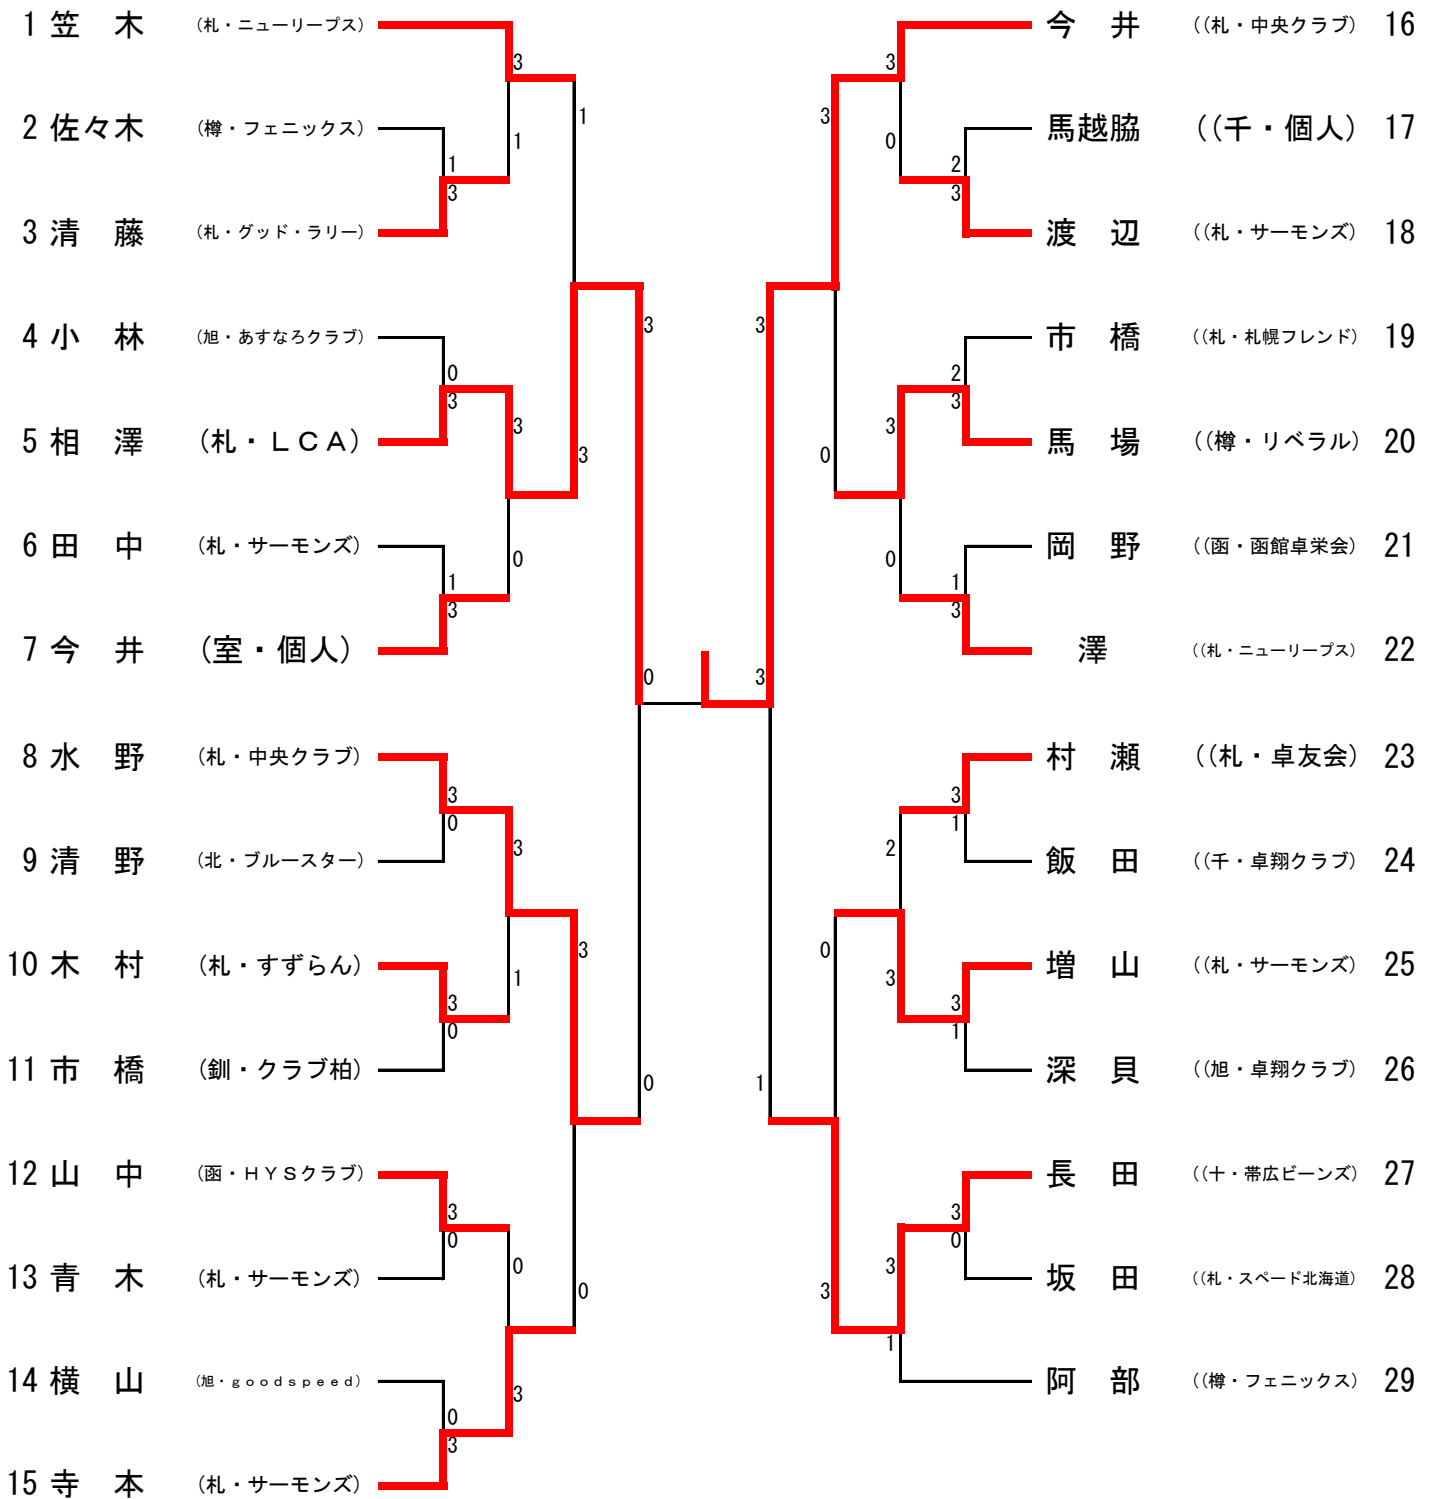 1 笠　木 (札・ニューリープス)
3
1
1
2 佐々木 (樽・フェニックス)
1
3
3 清　藤 (札・グッド・ラリー)
3
4 小　林 (旭・あすなろクラブ)
0
3
3
3
5 相　澤 (札・ＬＣＡ)
6 田　中 (札・サーモンズ)
0
1
3
7 今　井 (室・個人)
0
3
8 水　野 (札・中央クラブ)
3
0
3
9 清　野 (北・ブルースター)
3
10 木　村 (札・すずらん)
1
3
0
11 市　橋 (釧・クラブ柏)
0
12 山　中 (函・ＨＹＳクラブ)
3
0
0
0
13 青　木 (札・サーモンズ)
14 横　山 (旭・ｇｏｏｄｓｐｅｅｄ)
3
0
3
15 寺　本 (札・サーモンズ)
今　井 ((札・中央クラブ) 16
3
3
0
馬越脇 ((千・個人) 17
2
3
渡　辺 ((札・サーモンズ) 18
3
市　橋 ((札・札幌フレンド) 19
2
3
3
0
馬　場 ((樽・リベラル) 20
岡　野 ((函・函館卓栄会) 21
0
1
3
澤 ((札・ニューリープス) 22
村　瀬 ((札・卓友会) 23
3
1
2
飯　田 ((千・卓翔クラブ) 24
0
増　山 ((札・サーモンズ) 25
3
3
1
深　貝 ((旭・卓翔クラブ) 26
1
長　田 ((十・帯広ビーンズ) 27
3
0
3
3
坂　田 ((札・スペード北海道) 28
1
阿　部 ((樽・フェニックス) 29